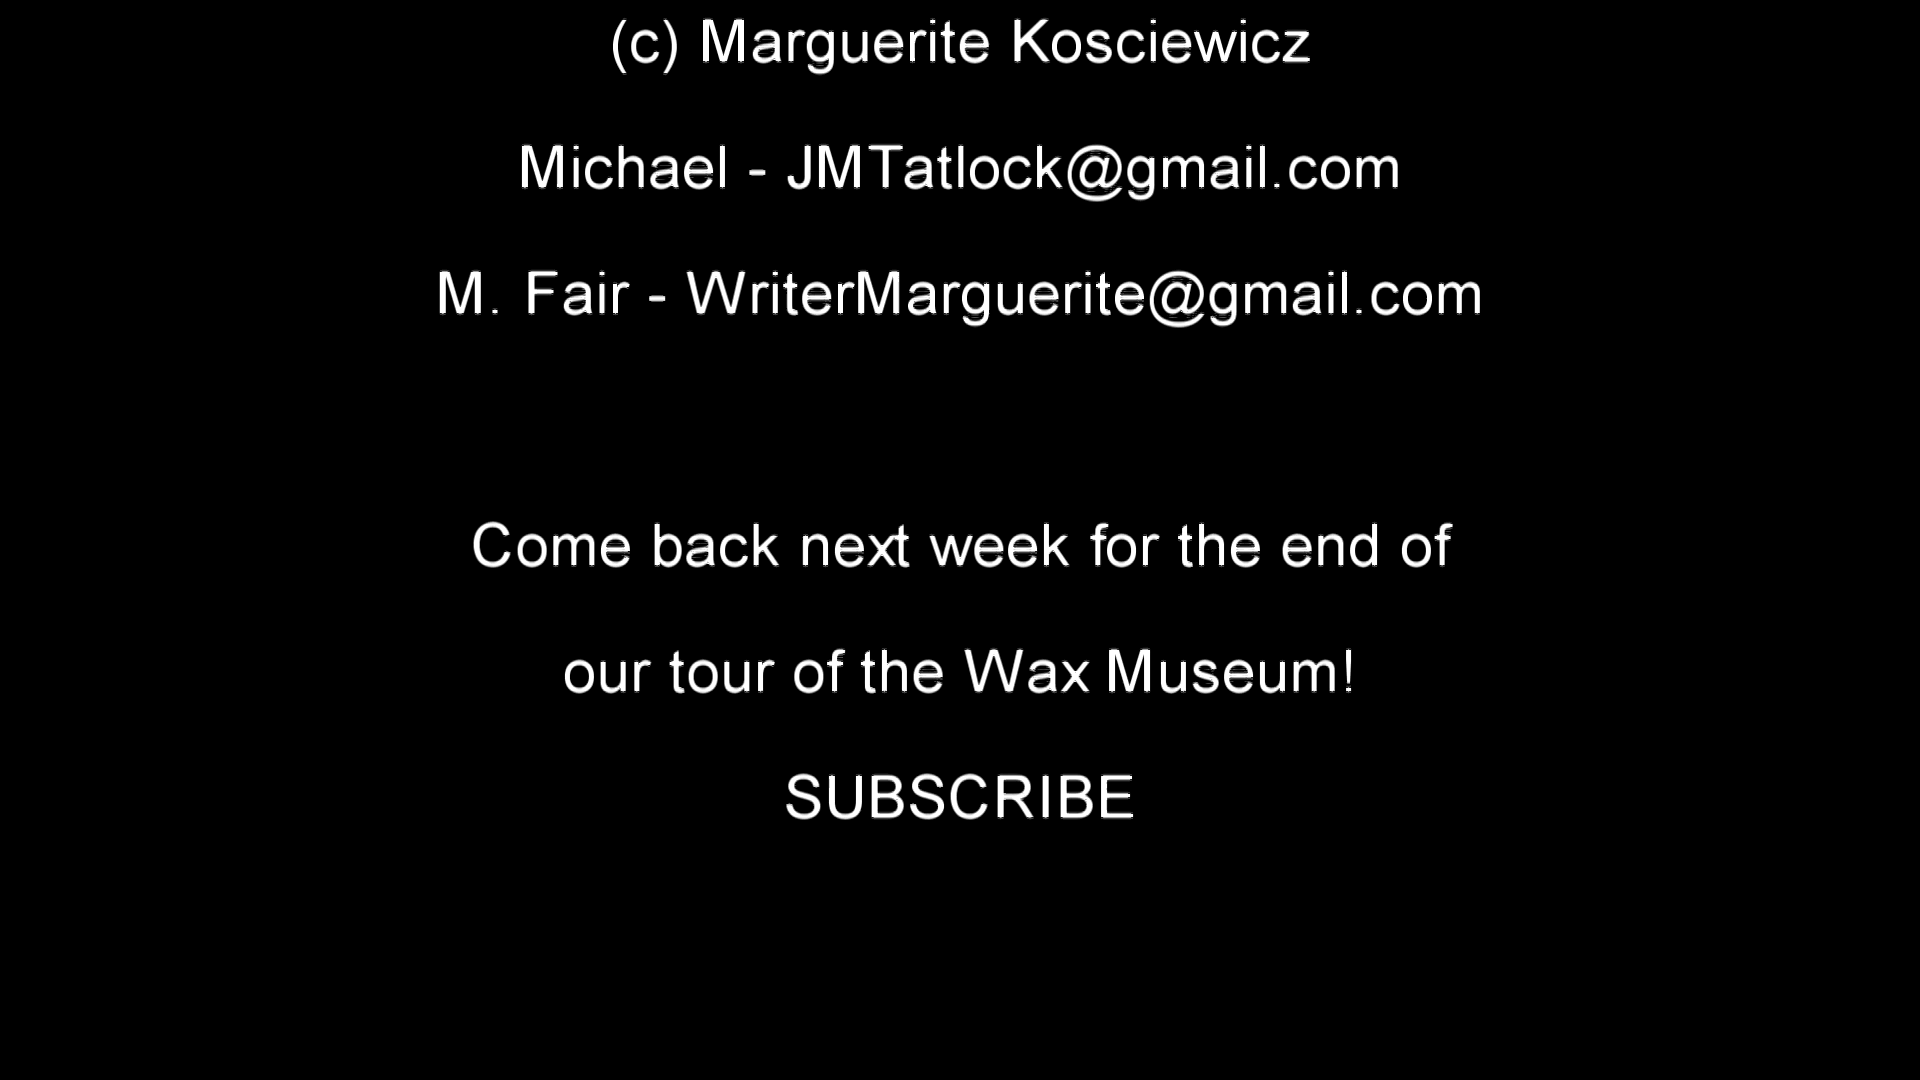 (c) Marguerite Kosciewicz
Michael - JMTatlock@gmail.com
M. Fair - WriterMarguerite@gmail.com
Come back next week for the end of
our tour of the Wax Museum!
SUBSCRIBE